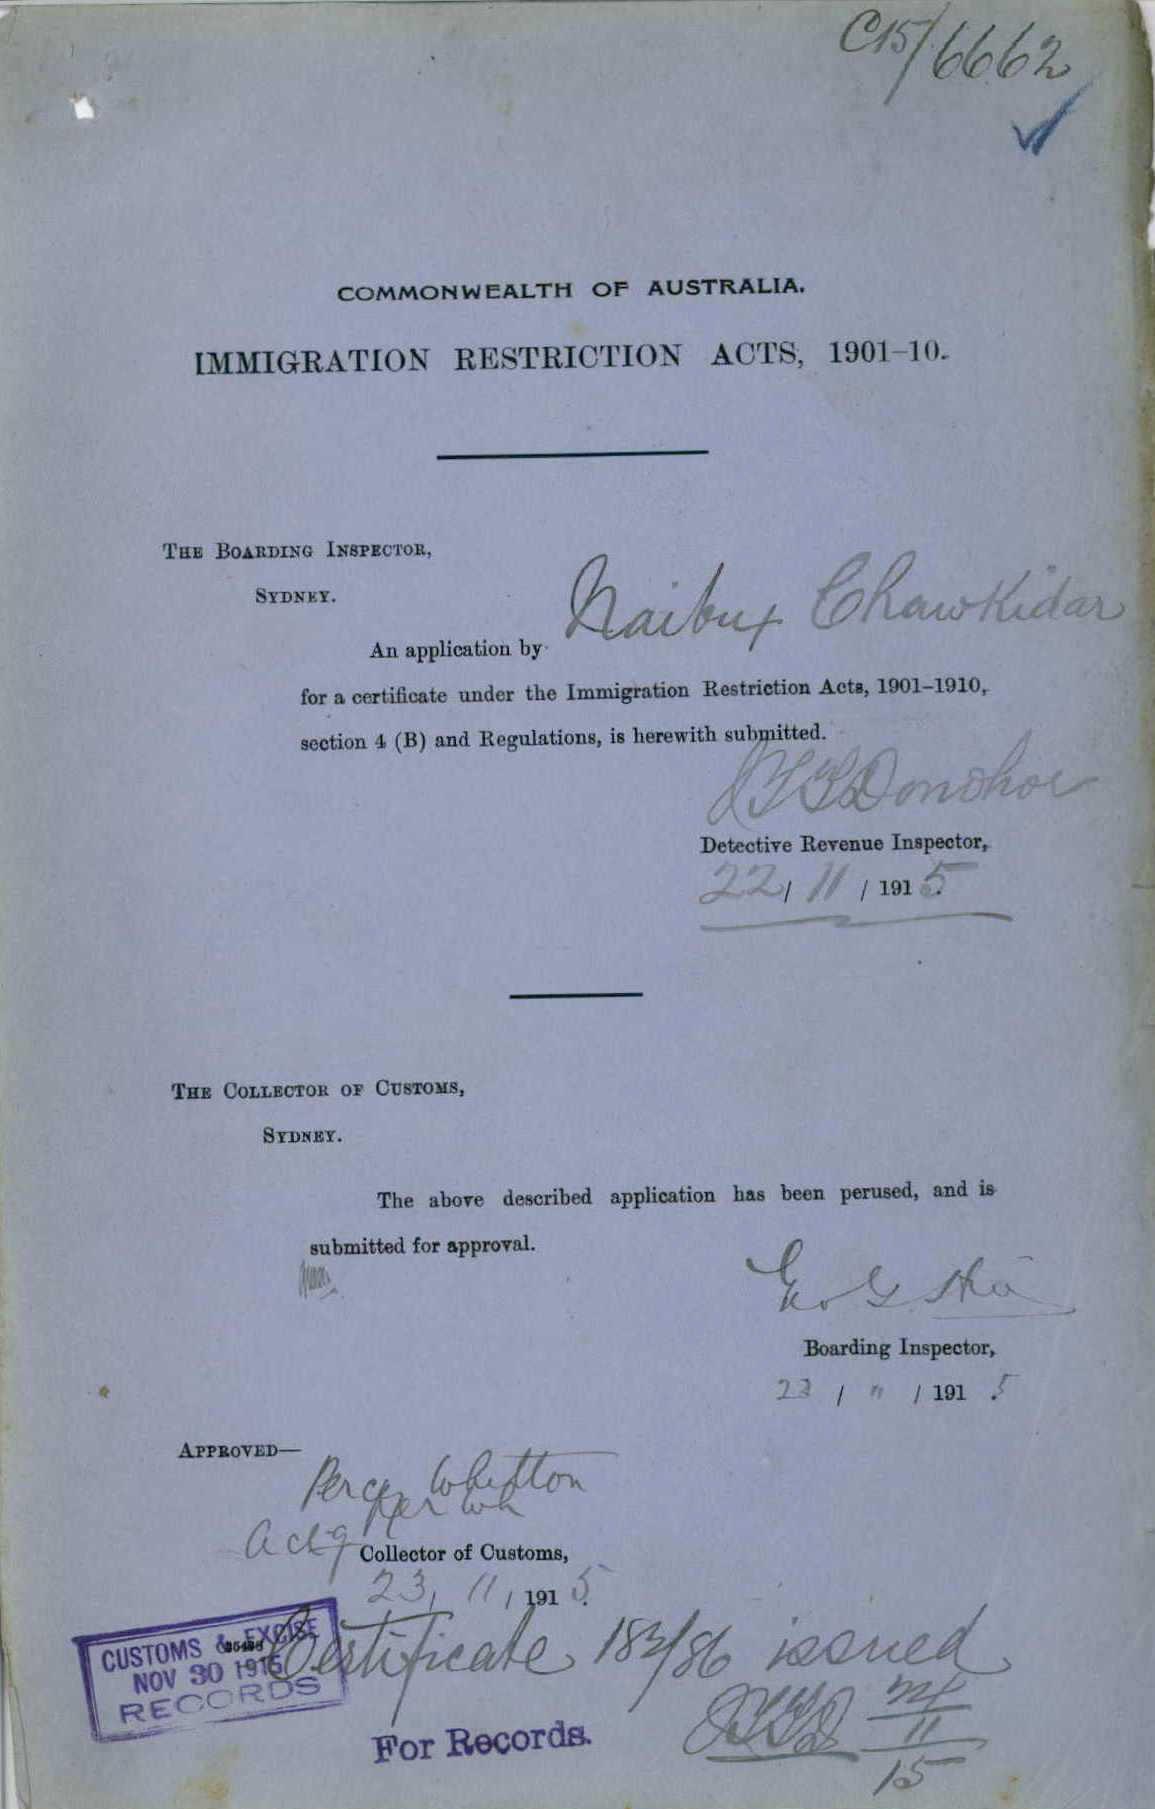 C15/6662
COMMONWEALTH OF AUSTRALIA.
IMMIGRATION RESTRICTION ACTS, 1901-10.
THE BOARDING INSPECTOR,
SYDNEY.
An application by Naibux Chowkidar
for a certificate under the Immigration Restriction Acts, 1901-1910,
section 4 (B) and Regulations, is herewith submitted.
Donohoe
Detective Revenue Inspector,
22/11/1915.
THE COLLECTOR OF CUSTOMS,
SYDNEY.
The above described application has been perused, and is
submitted for approval.
Geo G
Boarding Inspector,
23/11/1915
APPROVED—
Percy Whitton
Actg
Collector of Customs,
23/11/1915.
CUSTOMS & EXCISE
NOV 30 1915
RECORDS
Certificate issued
For Records.
11
15